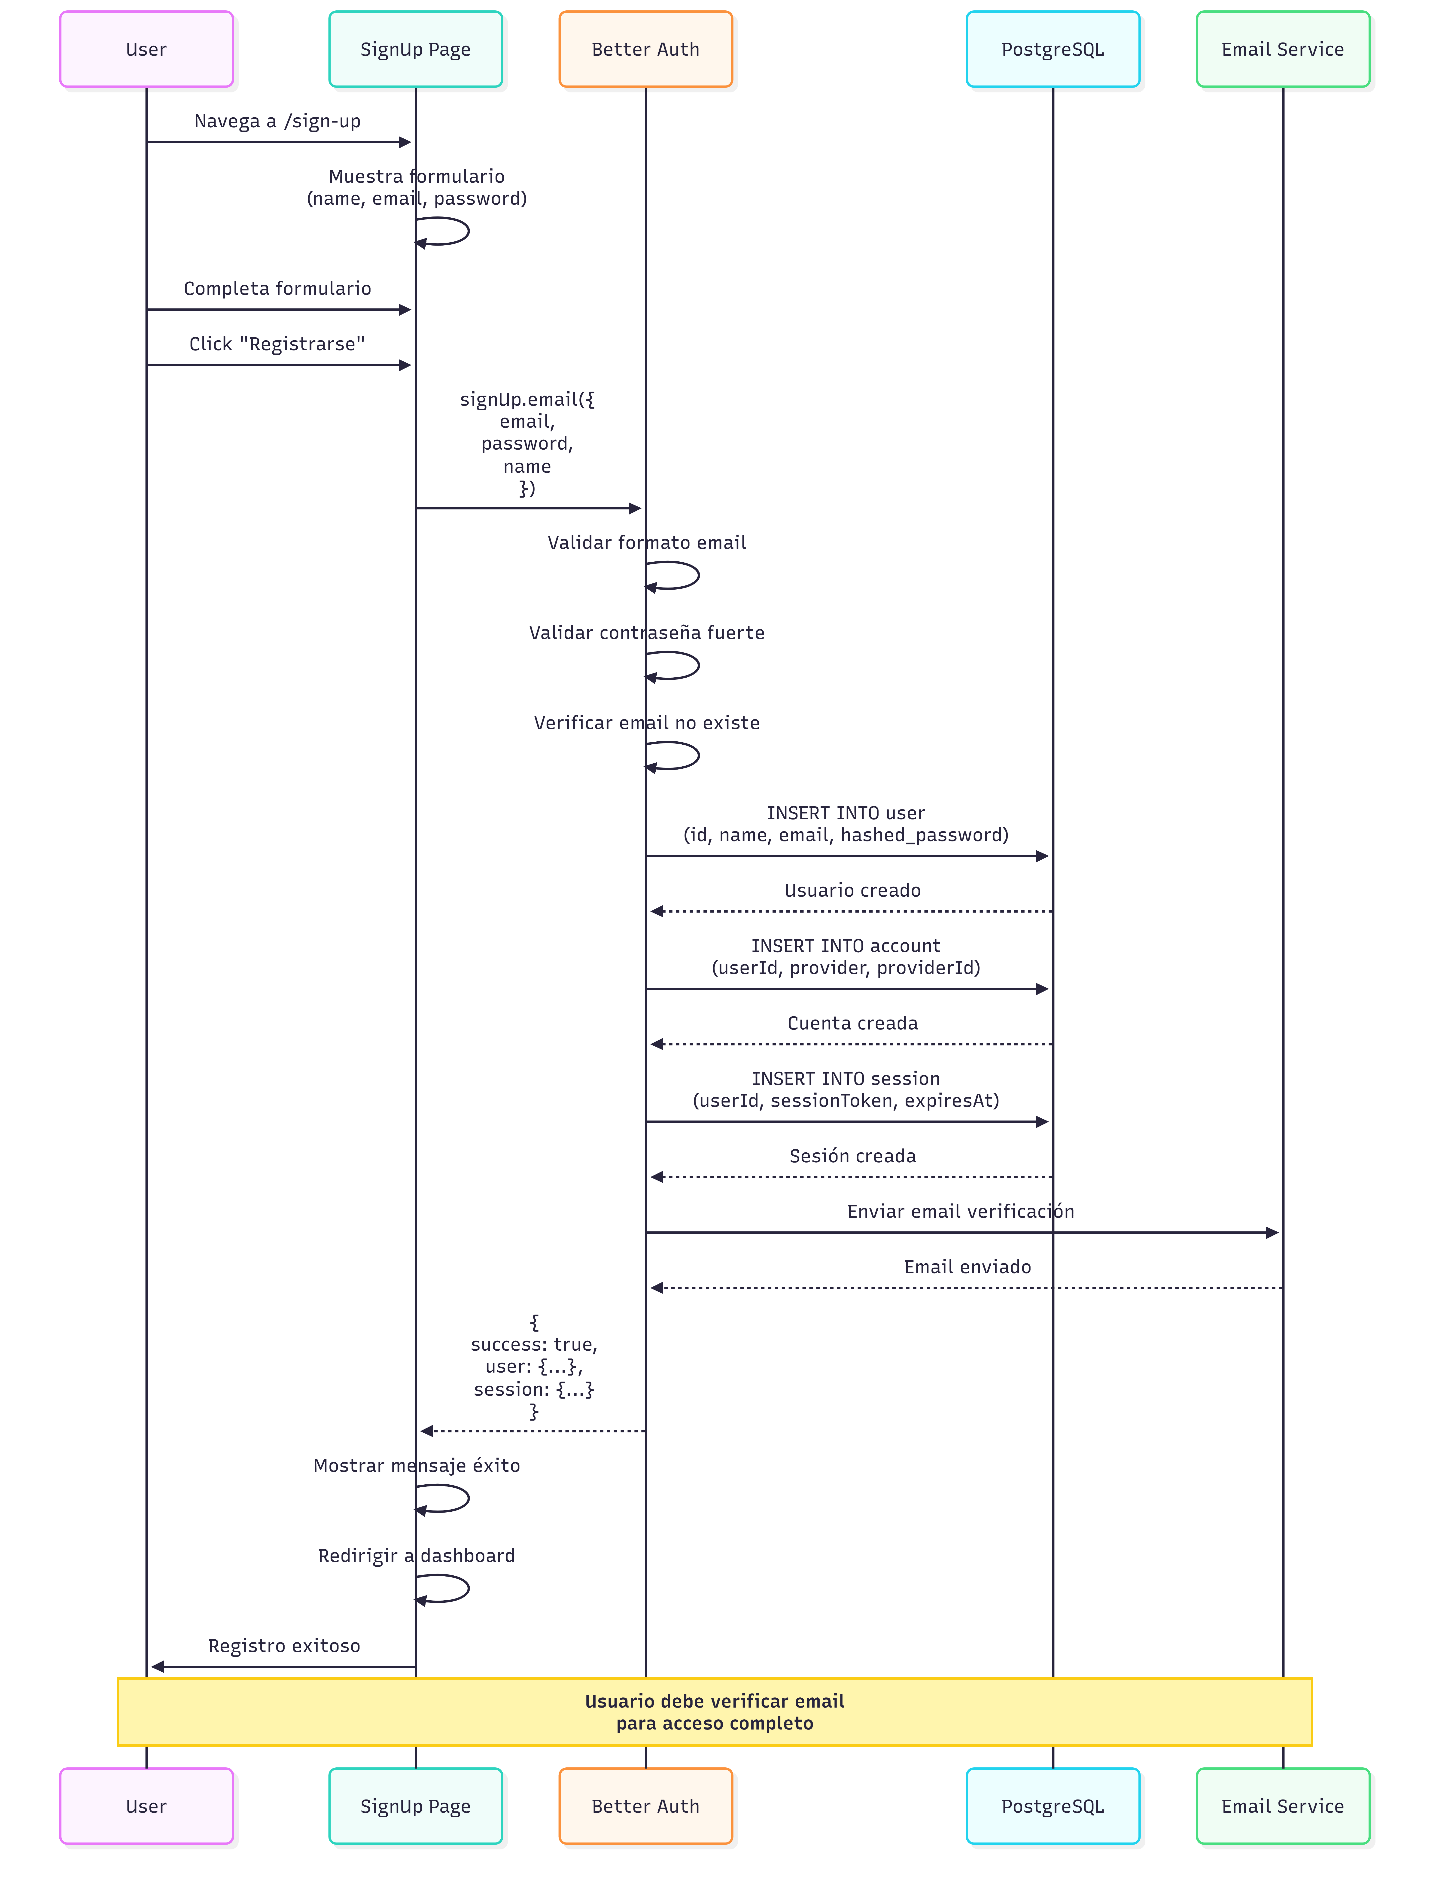 User
SignUp Page
Better Auth
PostgreSQL
Email Service
Navega a /sign-up
Muestra formulario
(name, email, password)
Completa formulario
Click "Registrarse"
signUp.email({
email,
password,
name
})
Validar formato email
Validar contraseña fuerte
Verificar email no existe
INSERT INTO user
(id, name, email, hashed_password)
Usuario creado
INSERT INTO account
(userId, provider, providerId)
Cuenta creada
INSERT INTO session
(userId, sessionToken, expiresAt)
Sesión creada
Enviar email verificación
Email enviado
{
success: true,
user: {...},
session: {...}
}
Mostrar mensaje éxito
Redirigir a dashboard
Registro exitoso
Usuario debe verificar email
para acceso completo
User
SignUp Page
Better Auth
PostgreSQL
Email Service